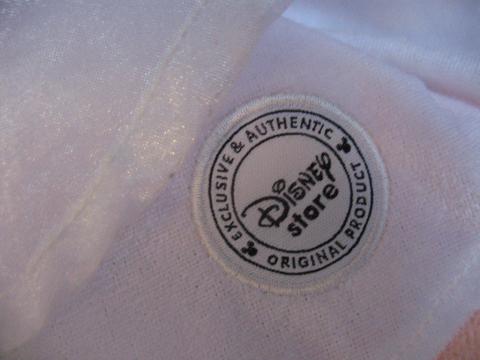 EXCLUSIVE & AUTHENTIC
DISNEY
store
ORIGINAL PRODUCT